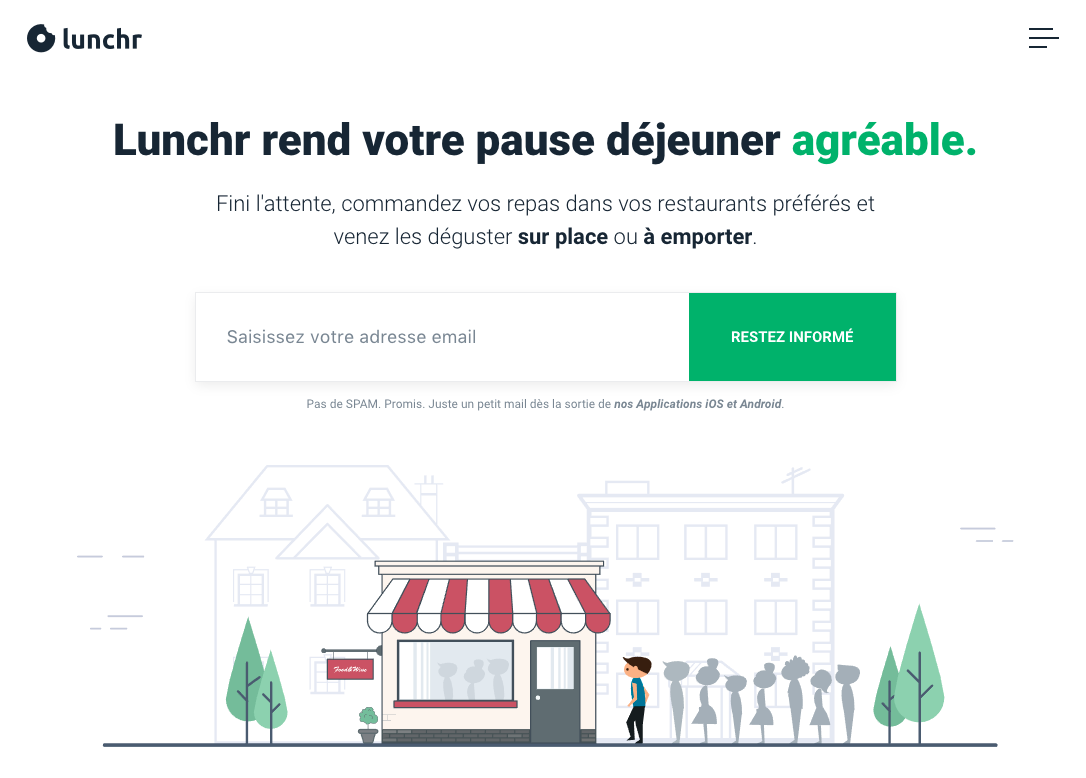 lunchr
Lunchr rend votre pause déjeuner agréable.
Fini l'attente, commandez vos repas dans vos restaurants préférés et
venez les déguster sur place ou à emporter.
Saisissez votre adresse email
RESTEZ INFORMÉ
Pas de SPAM. Promis. Juste un petit mail dès la sortie de nos Applications iOS et Android.
Food&Wine